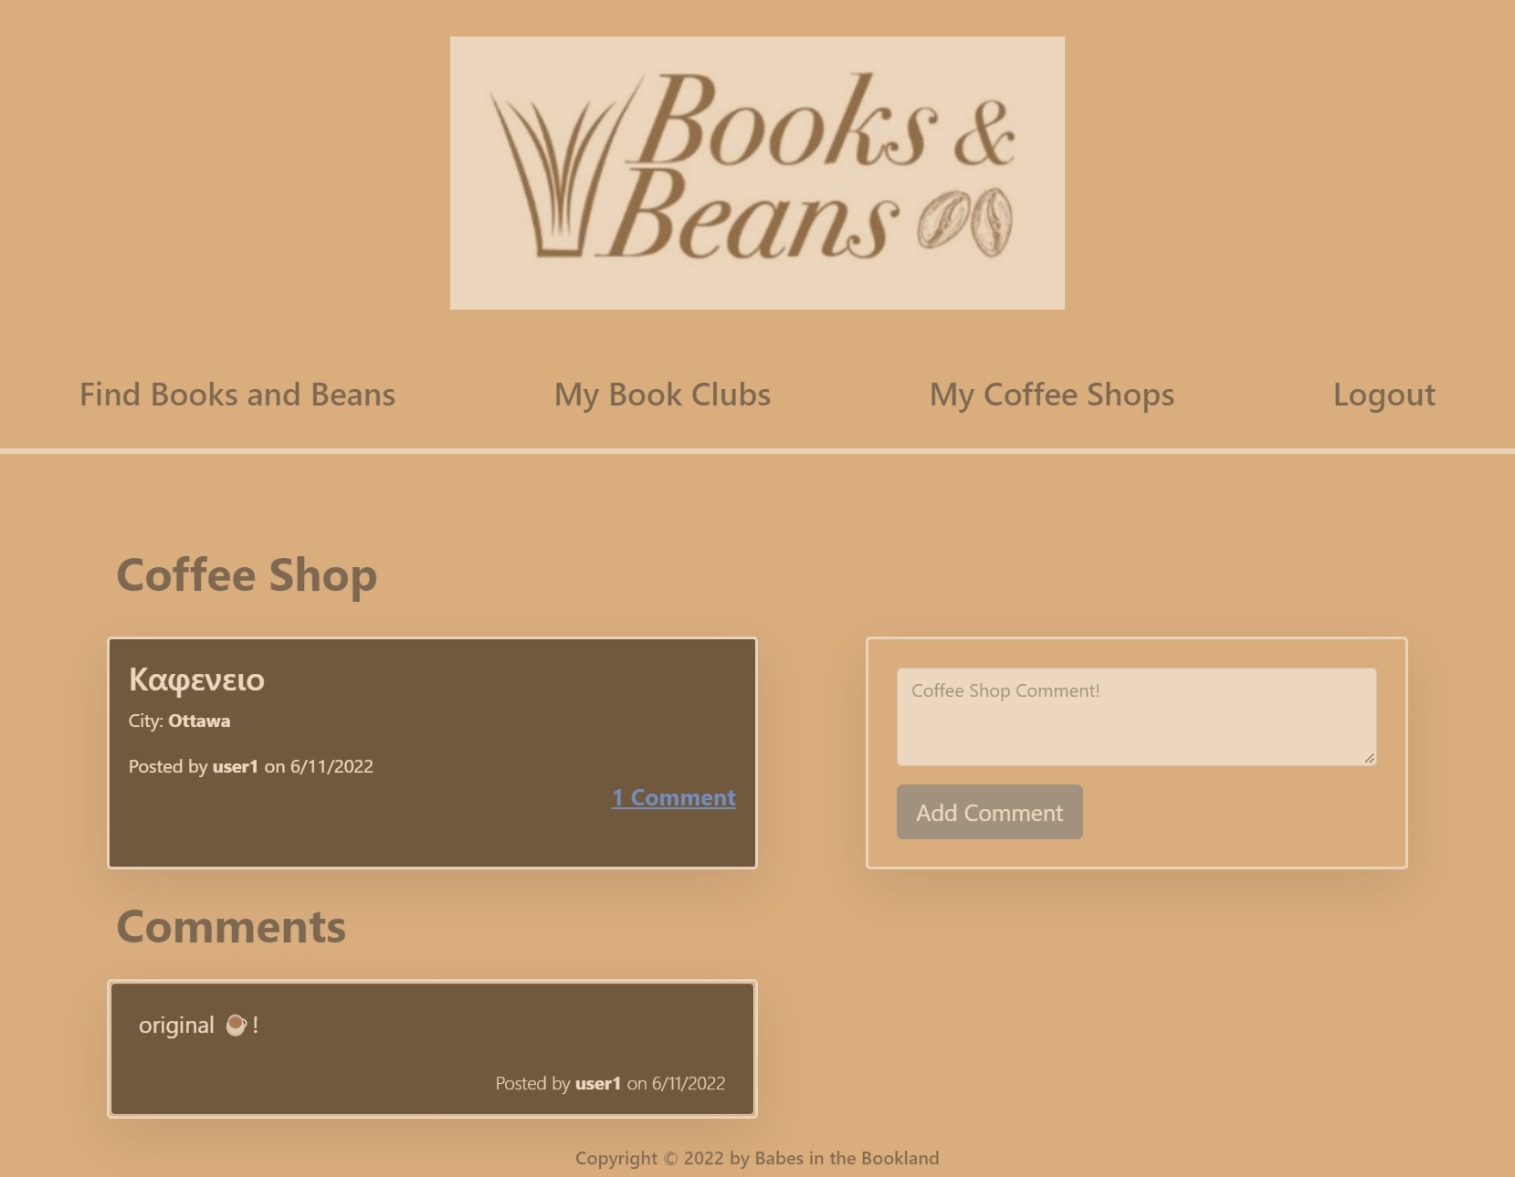 Books &
Beans
Find Books and Beans
My Book Clubs
My Coffee Shops
Logout
Coffee Shop
Καφενειο
City: Ottawa
Posted by user1 on 6/11/2022
1 Comment
Coffee Shop Comment!
Add Comment
Comments
original ☕!
Posted by user1 on 6/11/2022
Copyright © 2022 by Babes in the Bookland